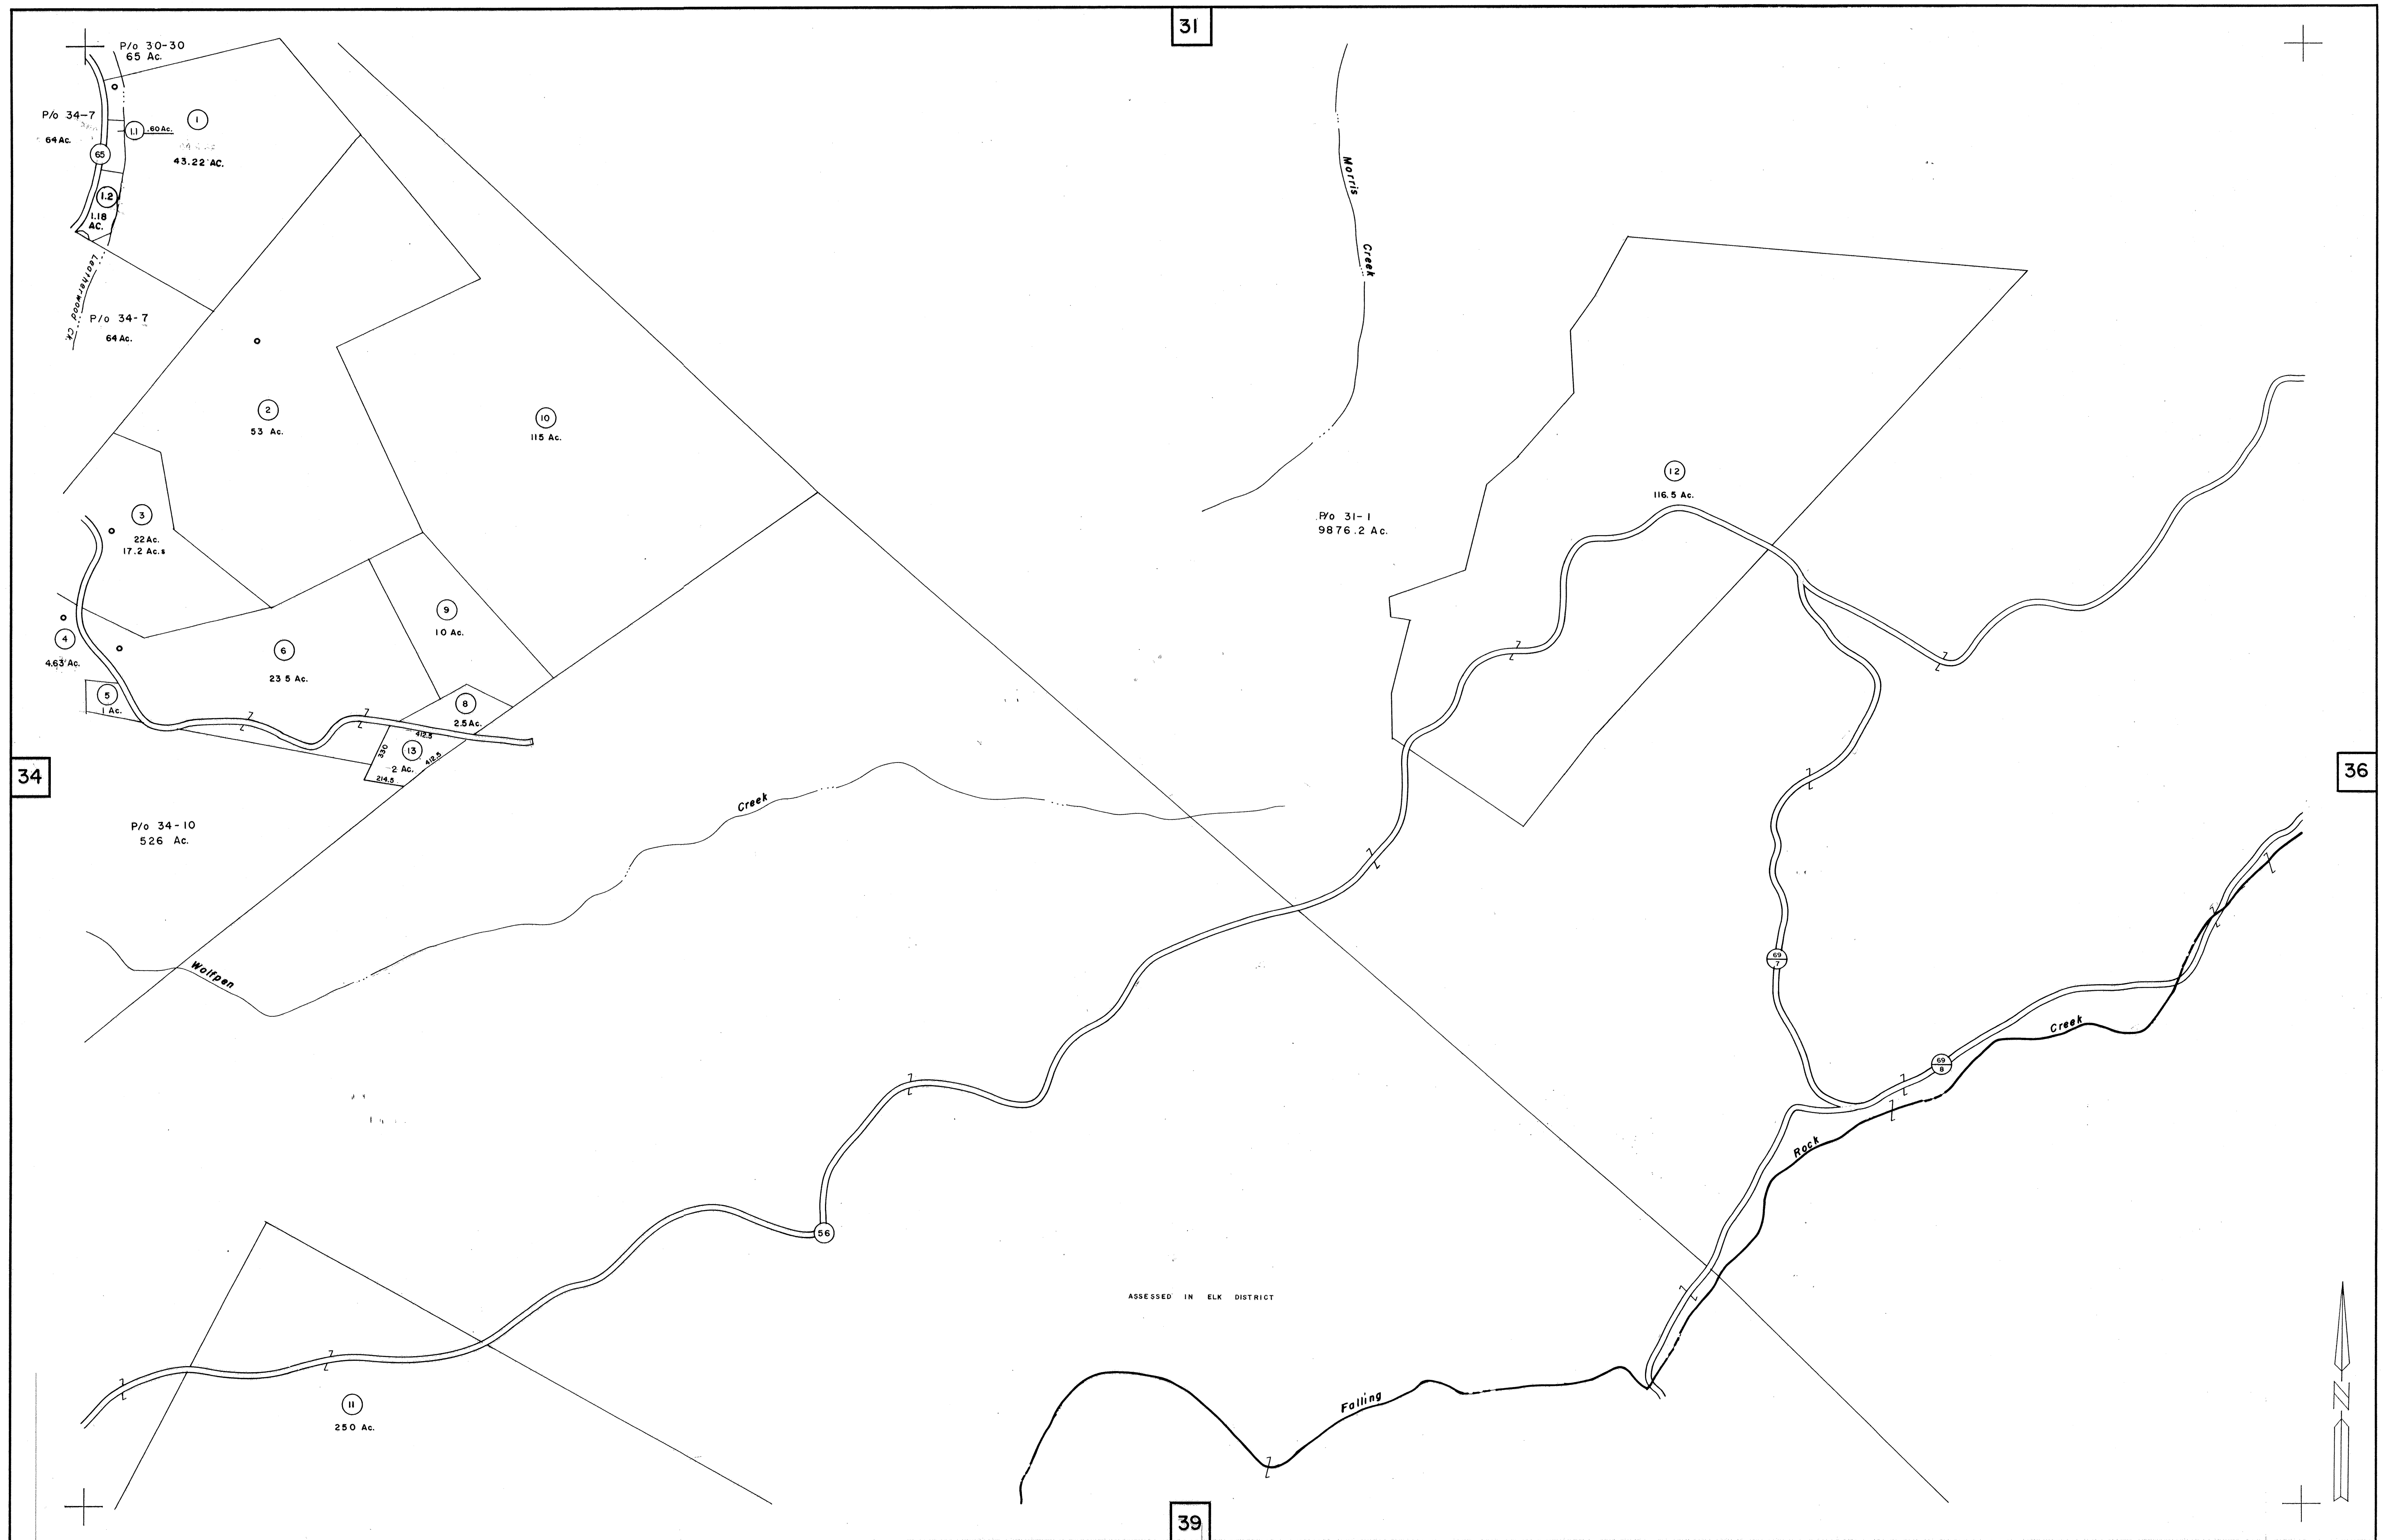 31
P/o 30-30
65 Ac.
P/o 34-7
64 Ac.
1.1
.60 Ac.
1
43.22 AC.
65
1.2
1.18
AC.
Leatherwood Ck.
P/o 34-7
64 Ac.
Morris
Creek
2
53 Ac.
10
115 Ac.
12
116.5 Ac.
P/o 31-1
9876.2 Ac.
3
22 Ac.
17.2 Ac.s
4
4.63 Ac.
6
23.5 Ac.
9
10 Ac.
5
1 Ac.
8
2.5 Ac.
412.5
330
13
2 Ac.
412.5
214.5
34
36
Creek
P/o 34-10
526 Ac.
Wolfpen
69
7
Creek
69
8
Rock
56
ASSESSED IN ELK DISTRICT
Falling
11
250 Ac.
N
39